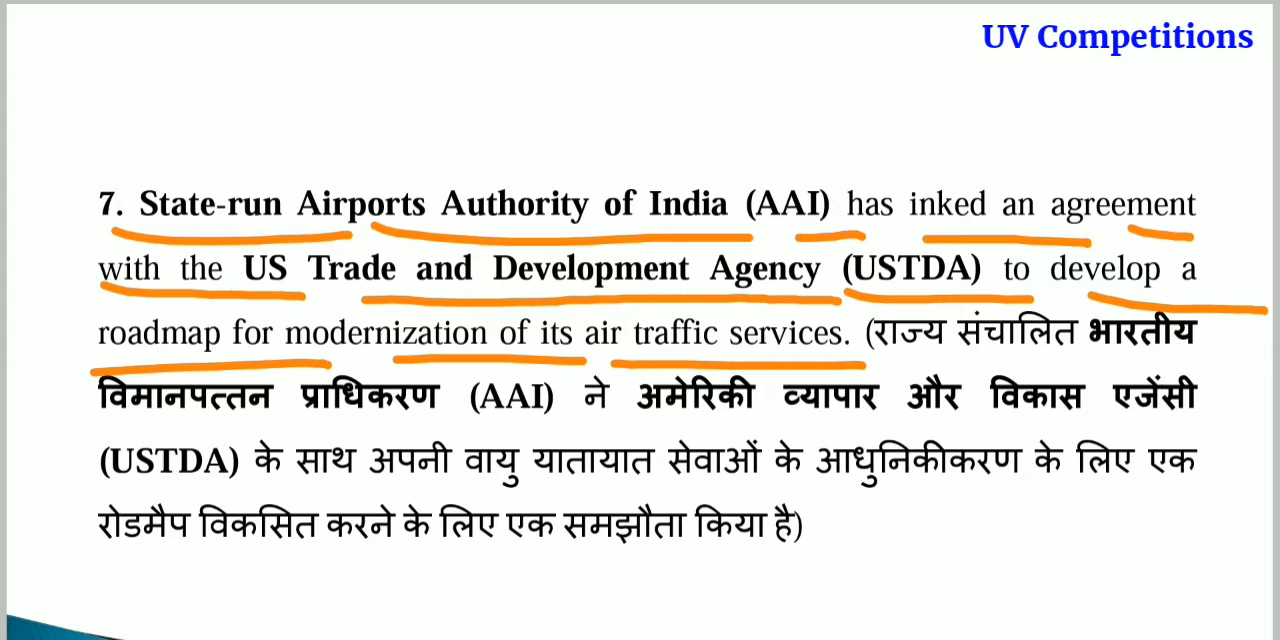 UV Competitions
7. State-run Airports Authority of India (AAI) has inked an agreement
with the US Trade and Development Agency (USTDA) to develop a
roadmap for modernization of its air traffic services. (राज्य संचालित भारतीय
विमानपत्तन प्राधिकरण (AAI) ने अमेरिकी व्यापार और विकास एजेंसी
(USTDA) के साथ अपनी वायु यातायात सेवाओं के आधुनिकीकरण के लिए एक
रोडमैप विकसित करने के लिए एक समझौता किया है)